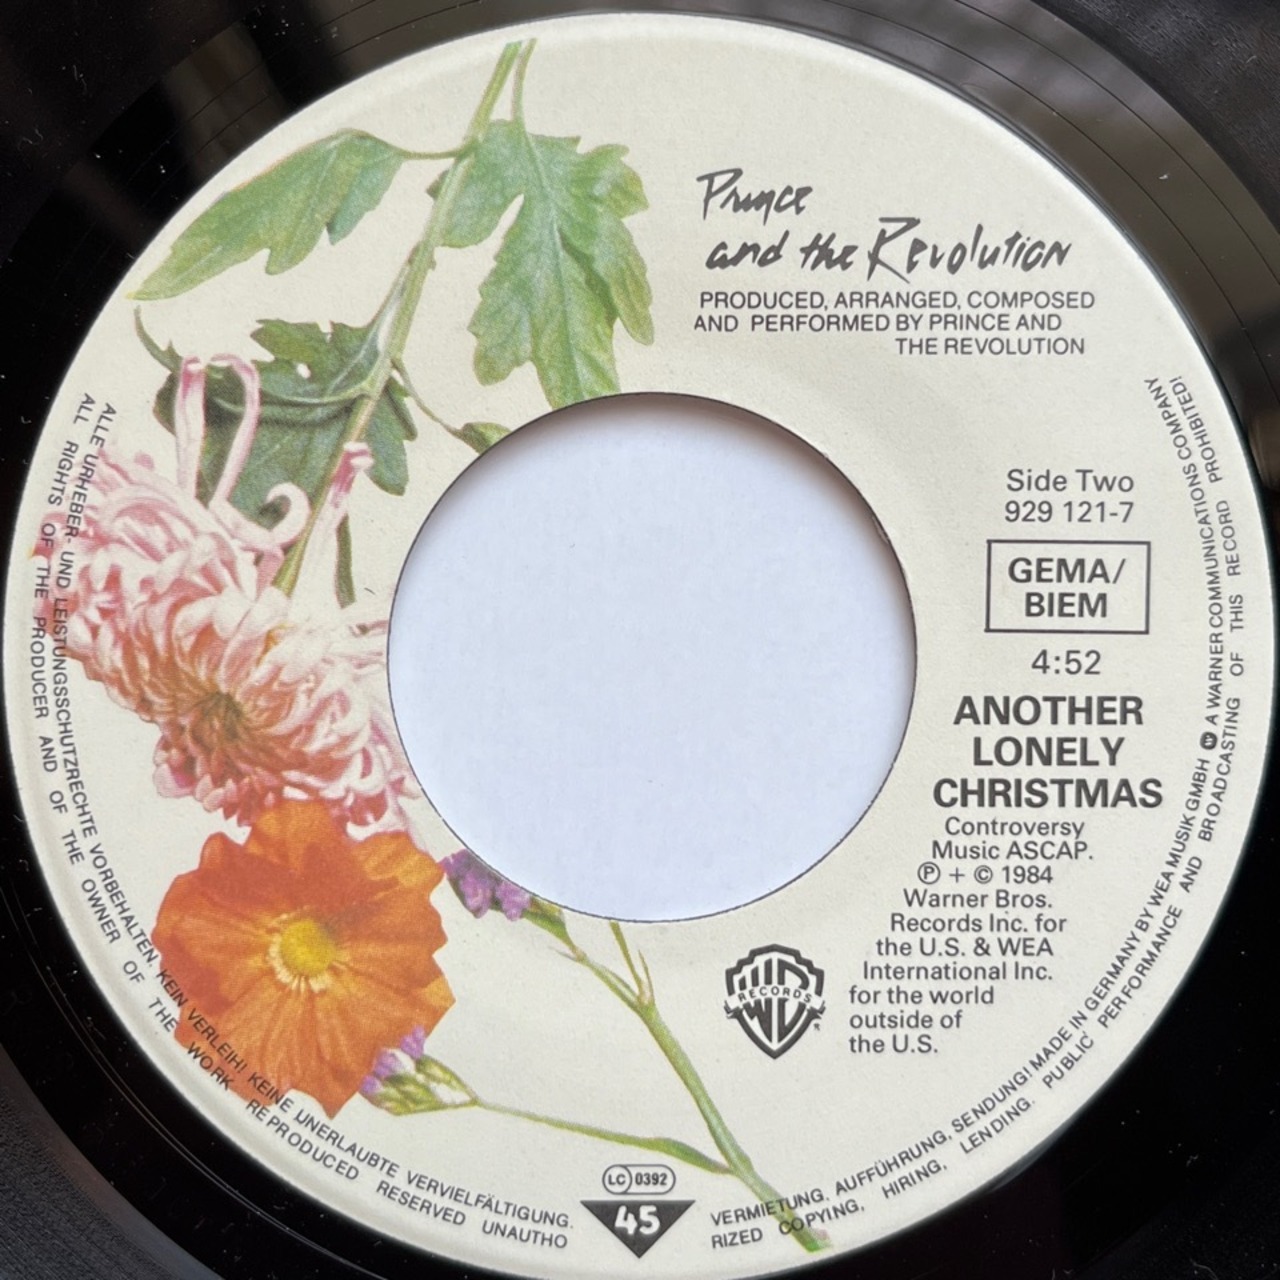 Prince
and the Revolution
PRODUCED, ARRANGED, COMPOSED
AND PERFORMED BY PRINCE AND
THE REVOLUTION
Side Two
929 121-7
GEMA/
BIEM
4:52
ANOTHER
LONELY
CHRISTMAS
Controversy
Music ASCAP.
℗ + © 1984
Warner Bros.
Records Inc. for
the U.S. & WEA
International Inc.
for the world
outside of
the U.S.
WB
RECORDS
®
LC 0392
45
ALLE URHEBER- UND LEISTUNGSSCHUTZRECHTE VORBEHALTEN. KEIN VERLEIH! KEINE UNERLAUBTE VERVIELFÄLTIGUNG. VERMIETUNG. AUFFÜHRUNG, SENDUNG! MADE IN GERMANY BY WEA MUSIK GMBH W A WARNER COMMUNICATIONS COMPANY
ALL RIGHTS OF THE PRODUCER AND OF THE OWNER OF THE WORK REPRODUCED RESERVED UNAUTHO RIZED COPYING, HIRING, LENDING. PUBLIC PERFORMANCE AND BROADCASTING OF THIS RECORD PROHIBITED!